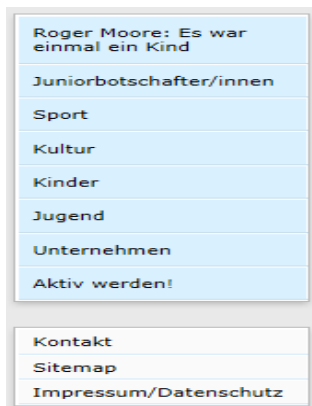 Roger Moore: Es war
einmal ein Kind
Juniorbotschafter/innen
Sport
Kultur
Kinder
Jugend
Unternehmen
Aktiv werden!
Kontakt
Sitemap
Impressum/Datenschutz